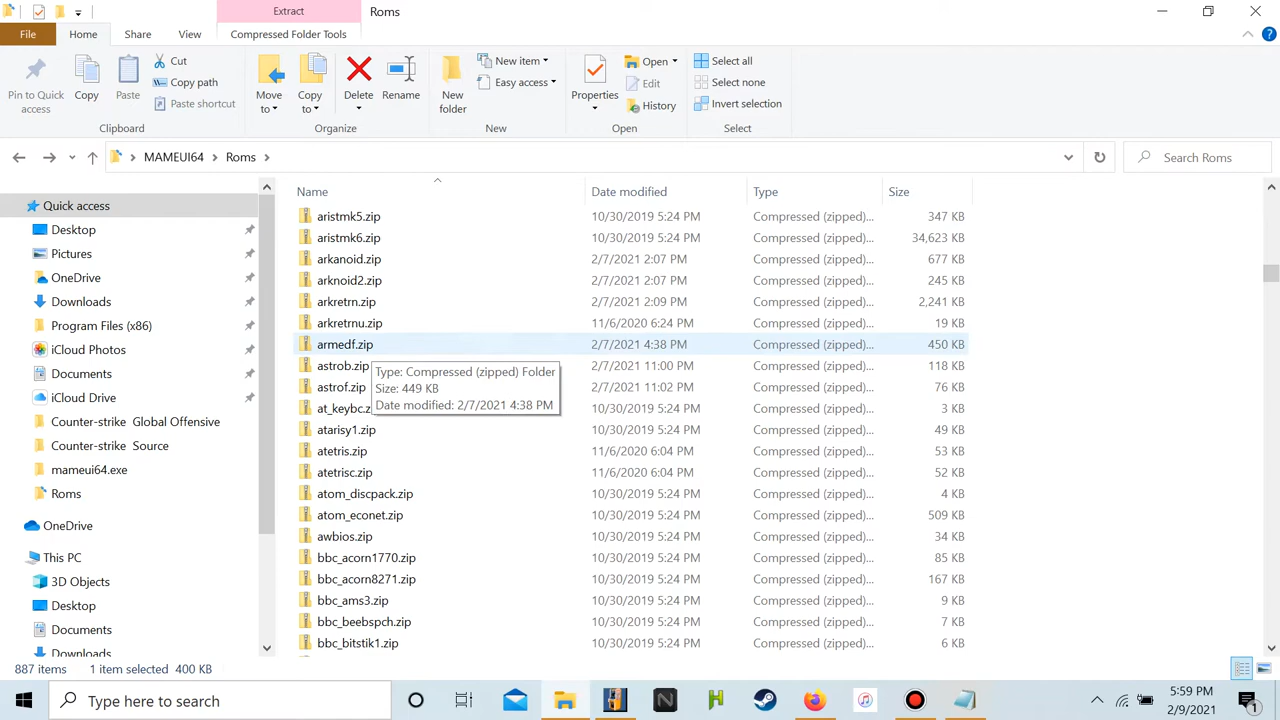 Extract
Roms
File
Home
Share
View
Compressed Folder Tools
Pin to Quick access
Copy
Paste
Cut
Copy path
Paste shortcut
Clipboard
Move to
Copy to
Delete
Rename
Organize
New folder
New item
Easy access
New
Properties
Open
Edit
History
Open
Select all
Select none
Invert selection
Select
MAMEUI64
Roms
Search Roms
Quick access
Desktop
Pictures
OneDrive
Downloads
Program Files (x86)
iCloud Photos
Documents
iCloud Drive
Counter-strike Global Offensive
Counter-strike Source
mameui64.exe
Roms
OneDrive
This PC
3D Objects
Desktop
Documents
Downloads
Name Date modified Type Size
aristmk5.zip 10/30/2019 5:24 PM Compressed (zipped)... 347 KB
aristmk6.zip 10/30/2019 5:24 PM Compressed (zipped)... 34,623 KB
arkanoid.zip 2/7/2021 2:07 PM Compressed (zipped)... 677 KB
arknoid2.zip 2/7/2021 2:07 PM Compressed (zipped)... 245 KB
arkretrn.zip 2/7/2021 2:09 PM Compressed (zipped)... 2,241 KB
arkretrnu.zip 11/6/2020 6:24 PM Compressed (zipped)... 19 KB
armedf.zip 2/7/2021 4:38 PM Compressed (zipped)... 450 KB
astrob.zip 2/7/2021 11:00 PM Compressed (zipped)... 118 KB
astrof.zip 2/7/2021 11:02 PM Compressed (zipped)... 76 KB
at_keybc.z 10/30/2019 5:24 PM Compressed (zipped)... 3 KB
atarisy1.zip 10/30/2019 5:24 PM Compressed (zipped)... 49 KB
atetris.zip 11/6/2020 6:04 PM Compressed (zipped)... 53 KB
atetrisc.zip 11/6/2020 6:04 PM Compressed (zipped)... 52 KB
atom_discpack.zip 10/30/2019 5:24 PM Compressed (zipped)... 4 KB
atom_econet.zip 10/30/2019 5:24 PM Compressed (zipped)... 509 KB
awbios.zip 10/30/2019 5:24 PM Compressed (zipped)... 34 KB
bbc_acorn1770.zip 10/30/2019 5:24 PM Compressed (zipped)... 85 KB
bbc_acorn8271.zip 10/30/2019 5:24 PM Compressed (zipped)... 167 KB
bbc_ams3.zip 10/30/2019 5:24 PM Compressed (zipped)... 9 KB
bbc_beebspch.zip 10/30/2019 5:24 PM Compressed (zipped)... 7 KB
bbc_bitstik1.zip 10/30/2019 5:24 PM Compressed (zipped)... 6 KB
Type: Compressed (zipped) Folder
Size: 449 KB
Date modified: 2/7/2021 4:38 PM
887 items 1 item selected 400 KB
Type here to search
5:59 PM
2/9/2021
1